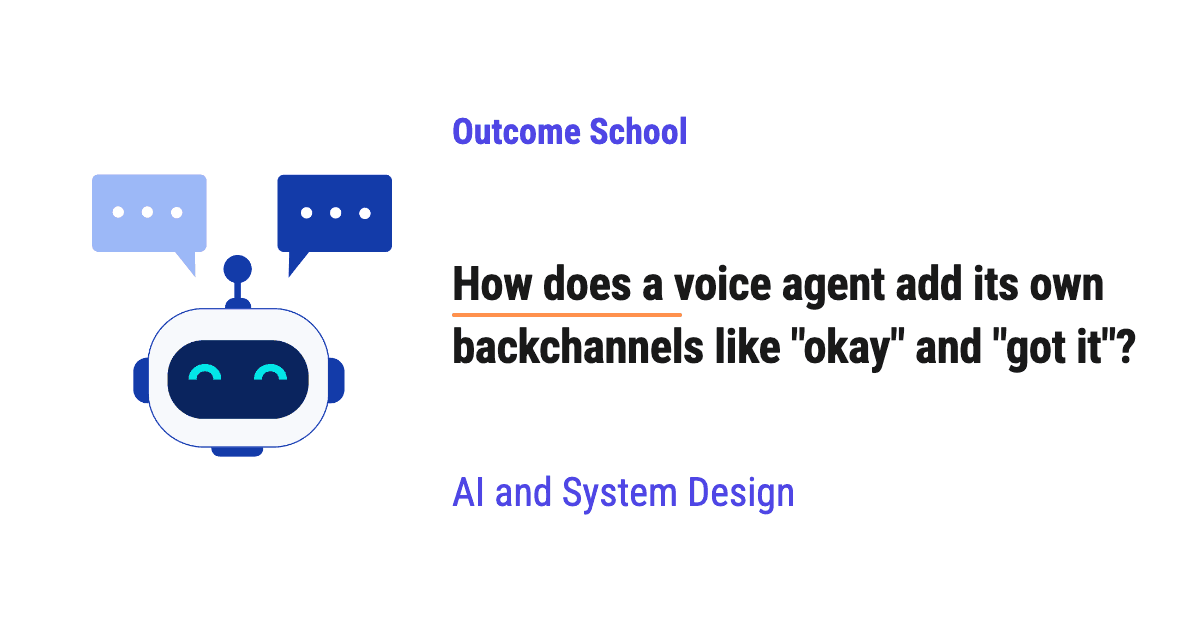 Outcome School
How does a voice agent add its own
backchannels like "okay" and "got it"?
AI and System Design